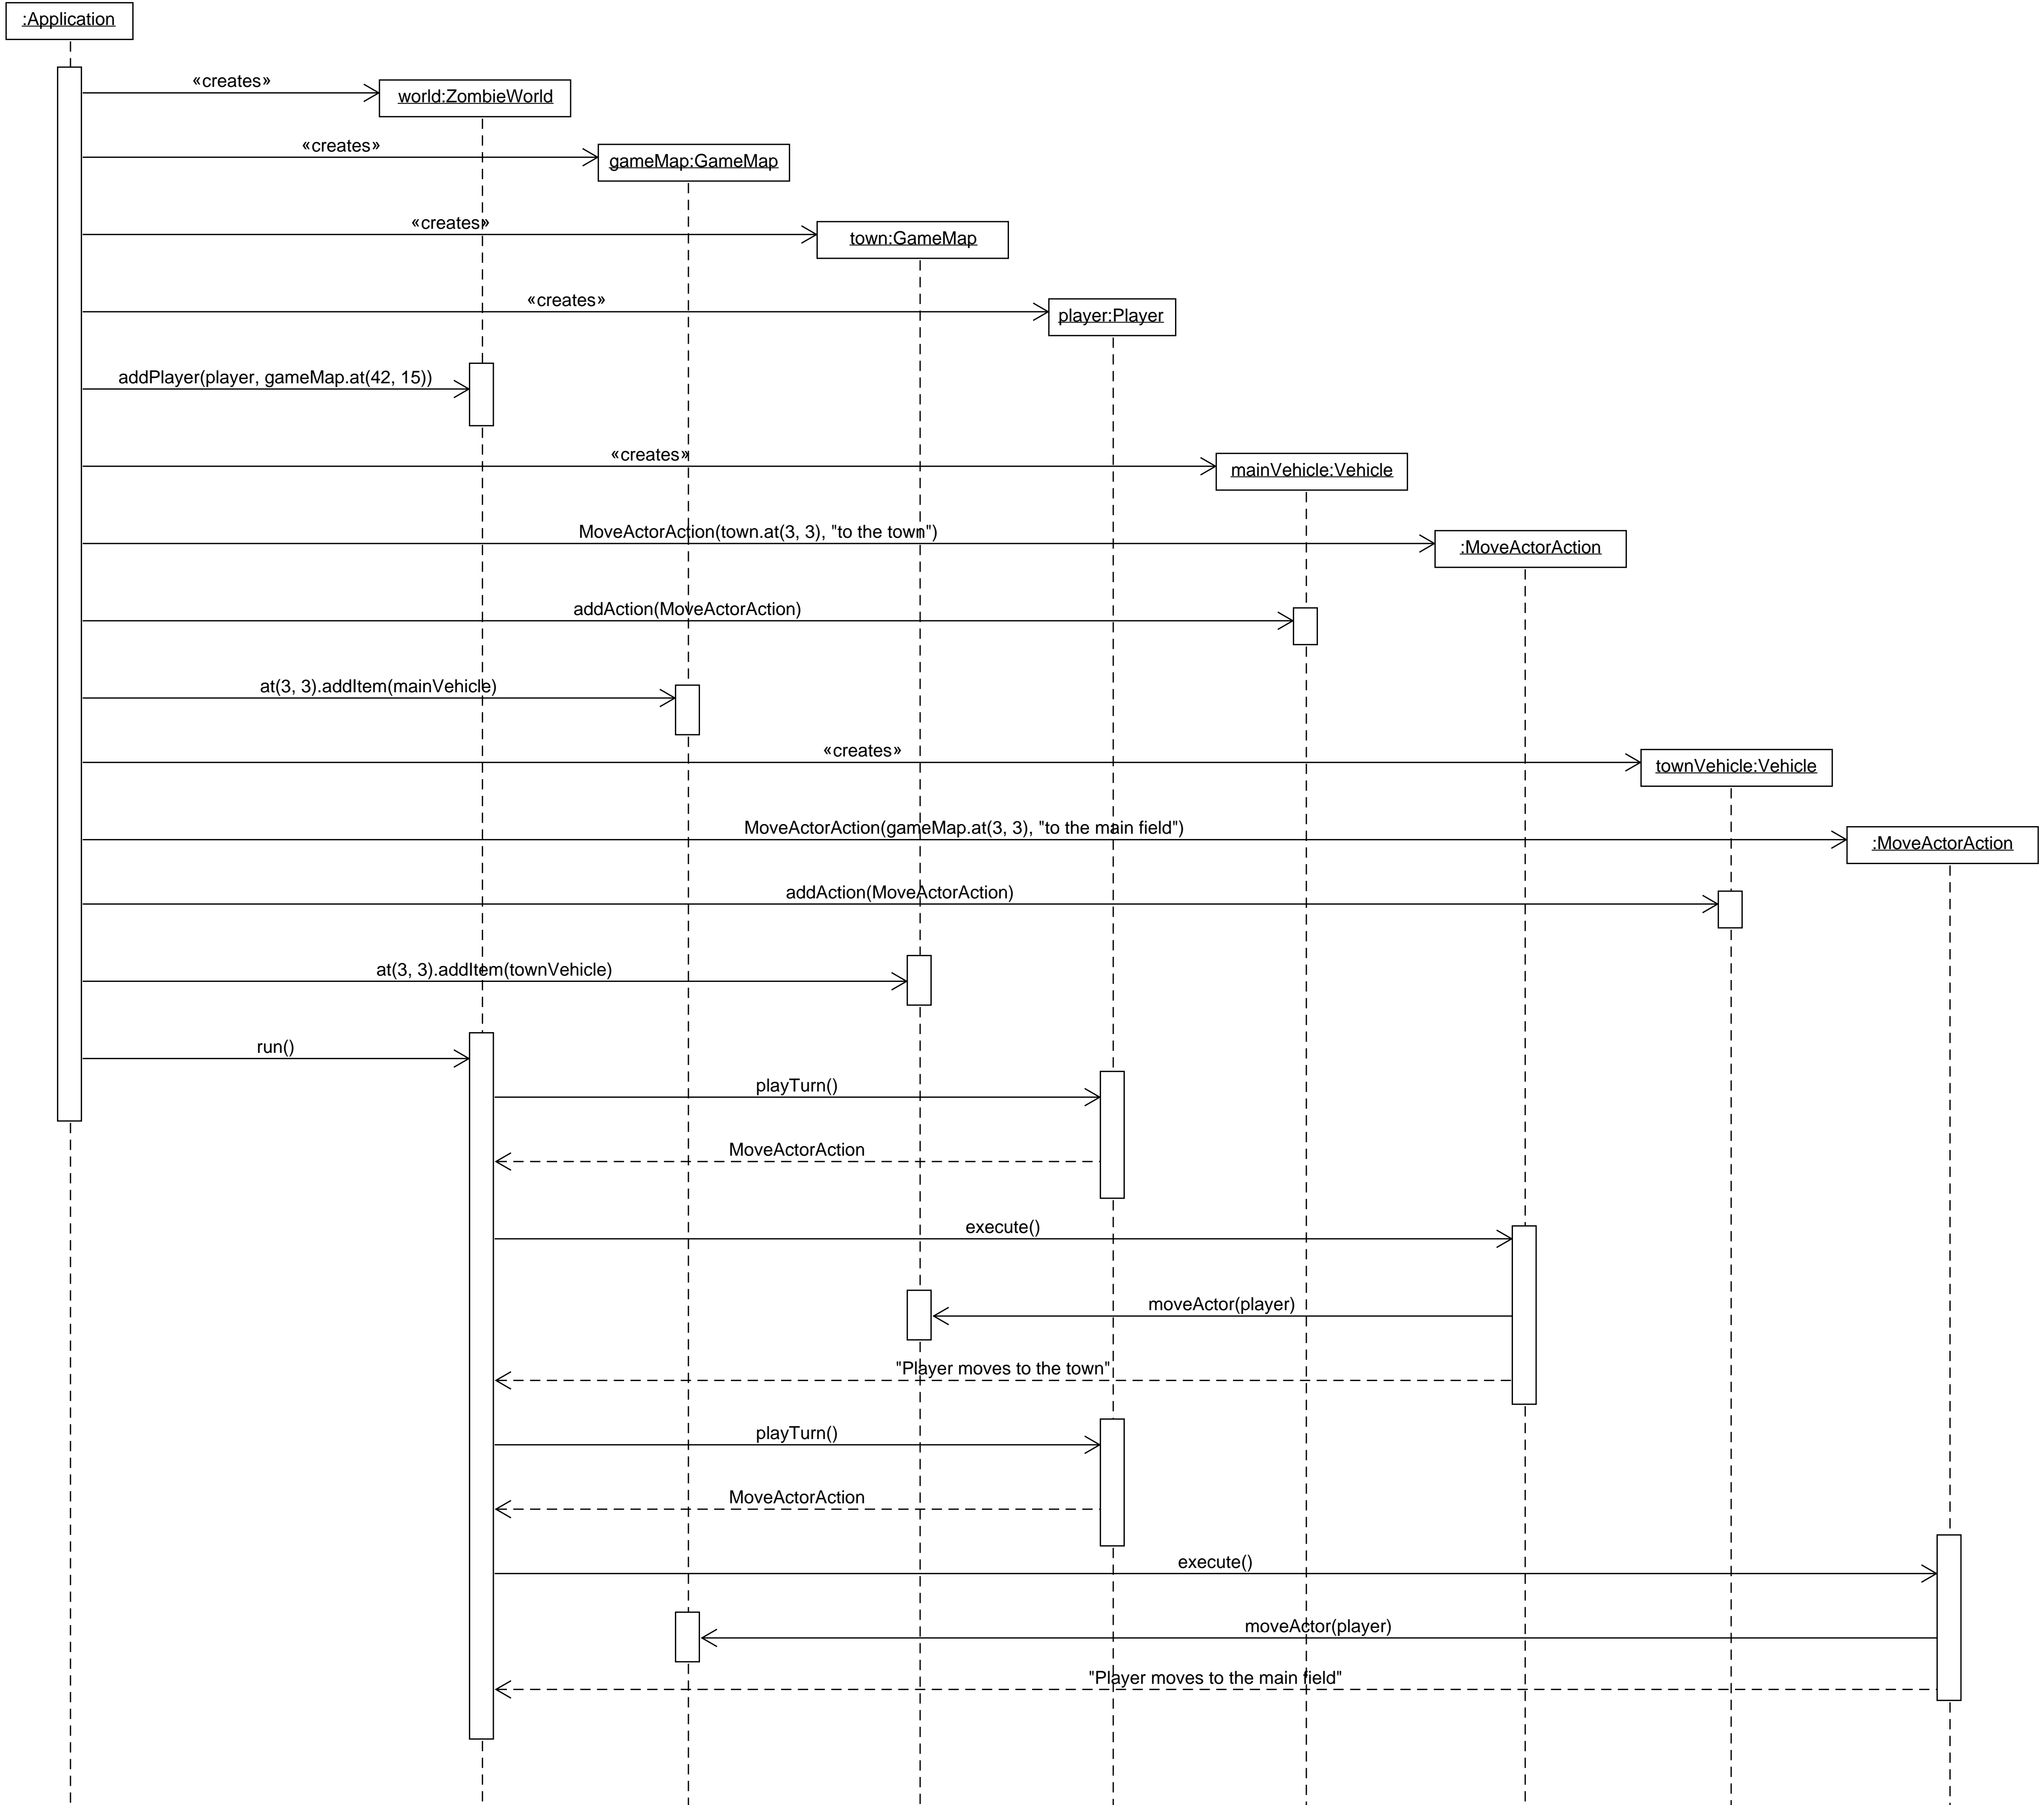 :Application
«creates»
world:ZombieWorld
«creates»
gameMap:GameMap
«creates»
town:GameMap
«creates»
player:Player
addPlayer(player, gameMap.at(42, 15))
«creates»
mainVehicle:Vehicle
MoveActorAction(town.at(3, 3), "to the town")
:MoveActorAction
addAction(MoveActorAction)
at(3, 3).addItem(mainVehicle)
«creates»
townVehicle:Vehicle
MoveActorAction(gameMap.at(3, 3), "to the main field")
:MoveActorAction
addAction(MoveActorAction)
at(3, 3).addItem(townVehicle)
run()
playTurn()
MoveActorAction
execute()
moveActor(player)
"Player moves to the town"
playTurn()
MoveActorAction
execute()
moveActor(player)
"Player moves to the main field"